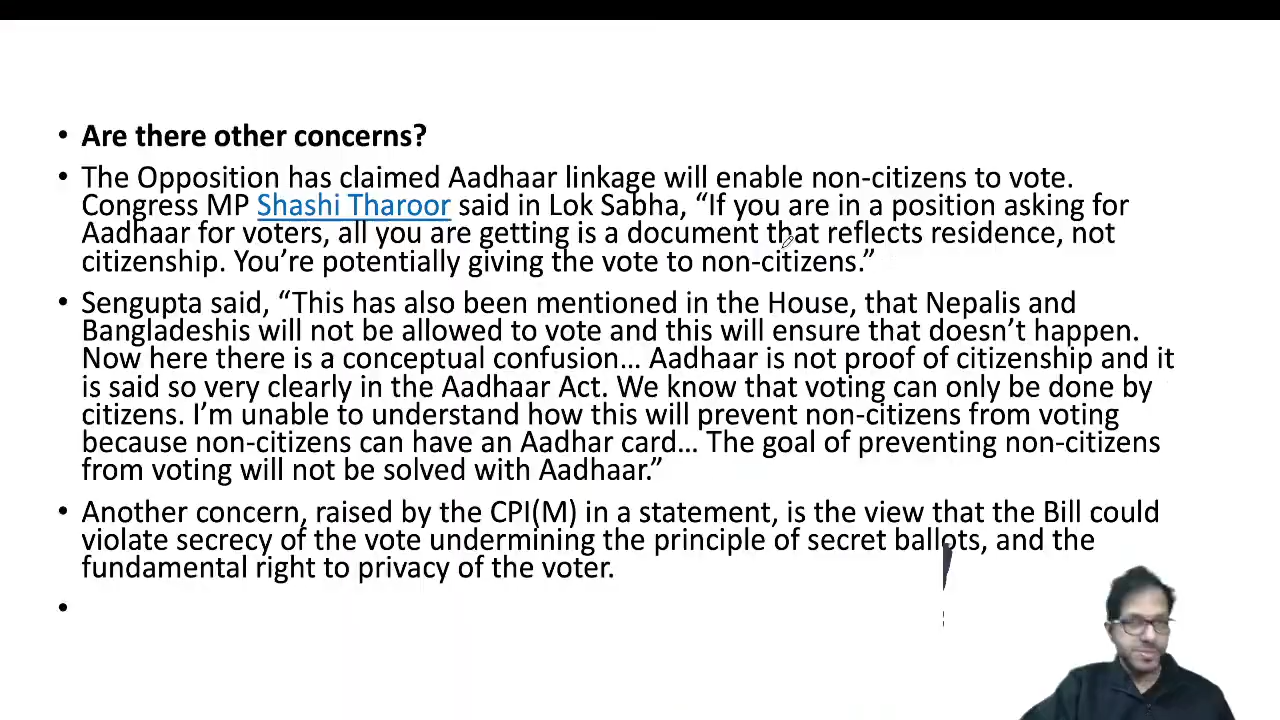 • Are there other concerns?
• The Opposition has claimed Aadhaar linkage will enable non-citizens to vote.
Congress MP Shashi Tharoor said in Lok Sabha, “If you are in a position asking for
Aadhaar for voters, all you are getting is a document that reflects residence, not
citizenship. You’re potentially giving the vote to non-citizens.”
• Sengupta said, “This has also been mentioned in the House, that Nepalis and
Bangladeshis will not be allowed to vote and this will ensure that doesn’t happen.
Now here there is a conceptual confusion… Aadhaar is not proof of citizenship and it
is said so very clearly in the Aadhaar Act. We know that voting can only be done by
citizens. I’m unable to understand how this will prevent non-citizens from voting
because non-citizens can have an Aadhar card… The goal of preventing non-citizens
from voting will not be solved with Aadhaar.”
• Another concern, raised by the CPI(M) in a statement, is the view that the Bill could
violate secrecy of the vote undermining the principle of secret ballots, and the
fundamental right to privacy of the voter.
•